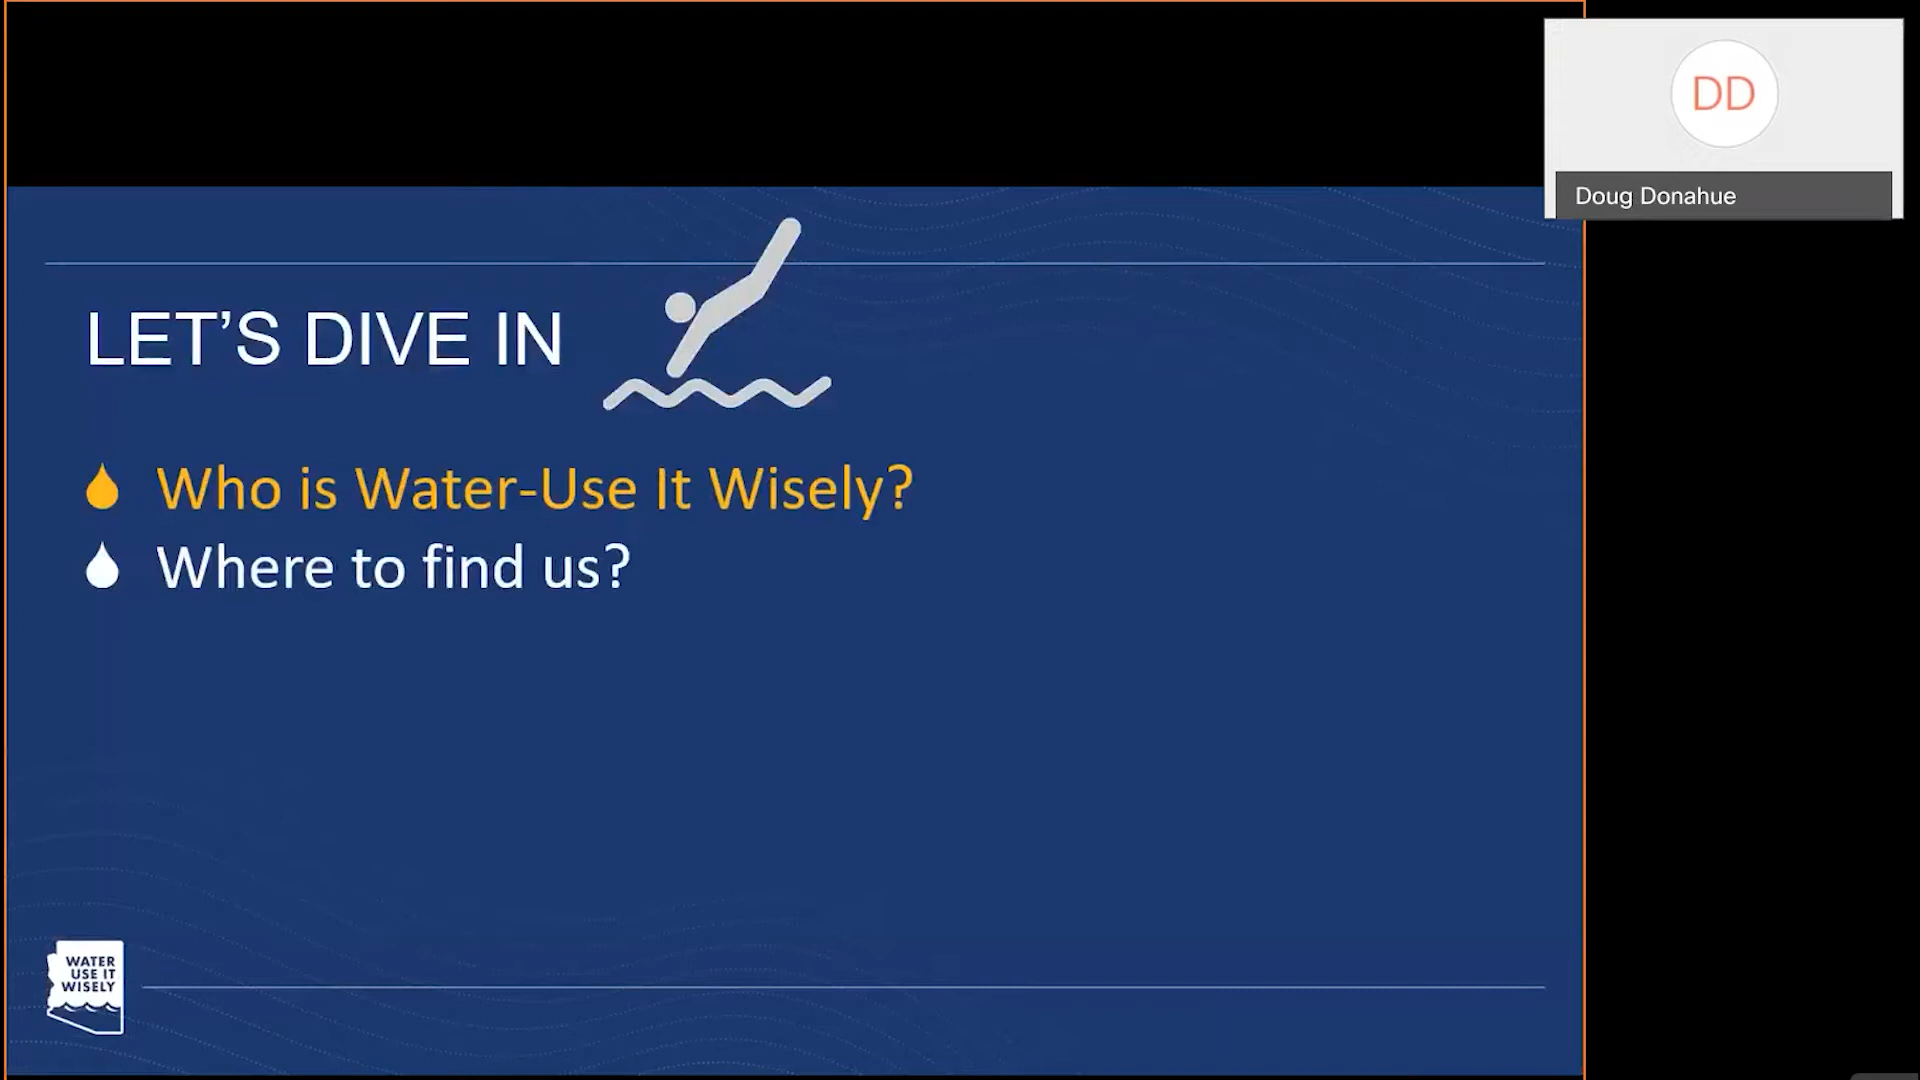 DD
Doug Donahue
LET’S DIVE IN
Who is Water-Use It Wisely?
Where to find us?
WATER
USE IT
WISELY